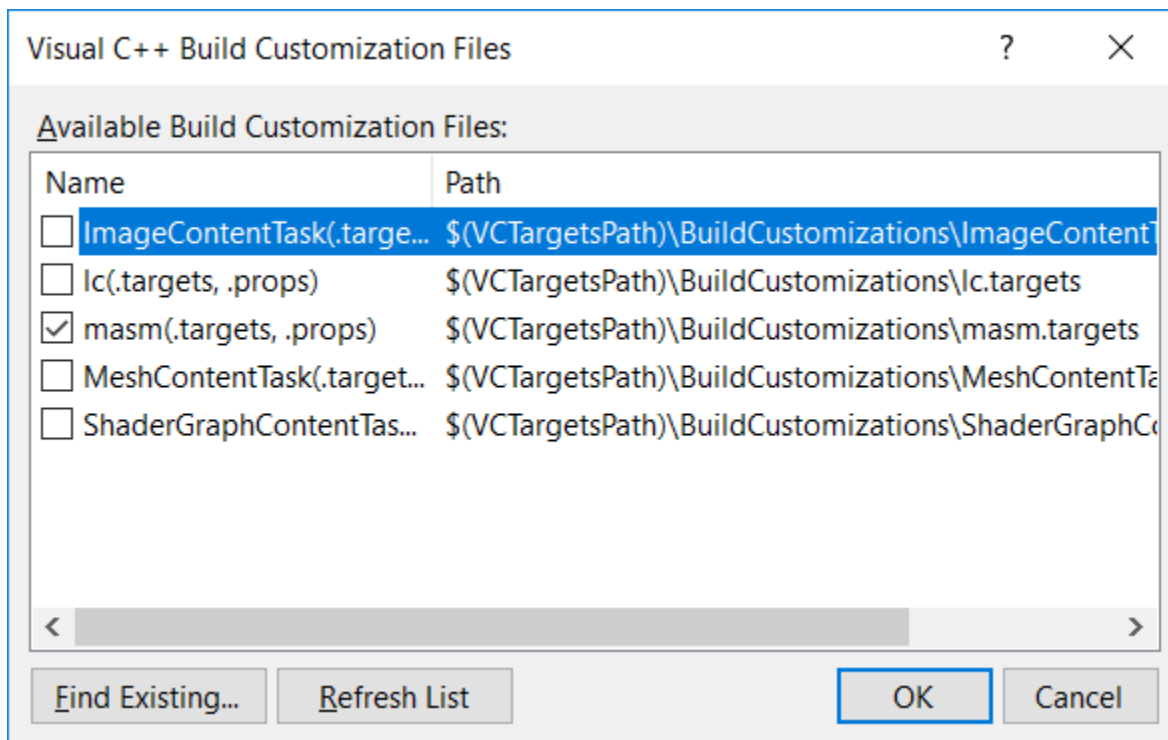 Visual C++ Build Customization Files
Available Build Customization Files:
Name Path
ImageContentTask(.targe... $(VCTargetsPath)\BuildCustomizations\ImageContentT
lc(.targets, .props) $(VCTargetsPath)\BuildCustomizations\lc.targets
masm(.targets, .props) $(VCTargetsPath)\BuildCustomizations\masm.targets
MeshContentTask(.target... $(VCTargetsPath)\BuildCustomizations\MeshContentTa
ShaderGraphContentTas... $(VCTargetsPath)\BuildCustomizations\ShaderGraphCo
Find Existing... Refresh List OK Cancel